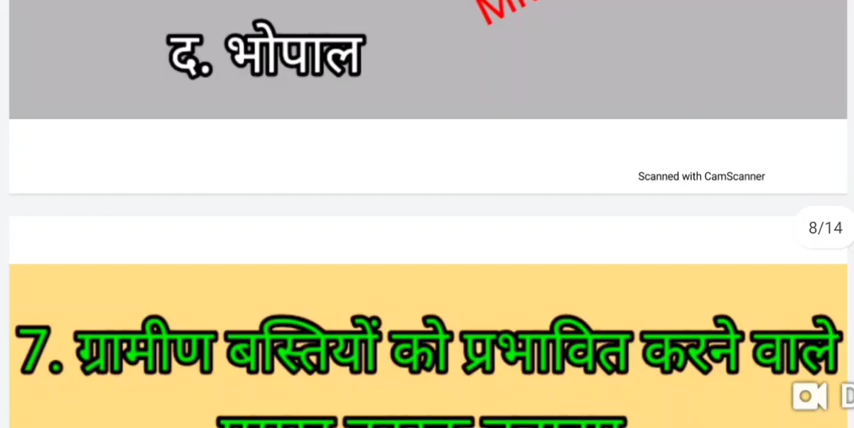 द. भोपाल
Scanned with CamScanner
8/14
7. ग्रामीण बस्तियों को प्रभावित करने वाले